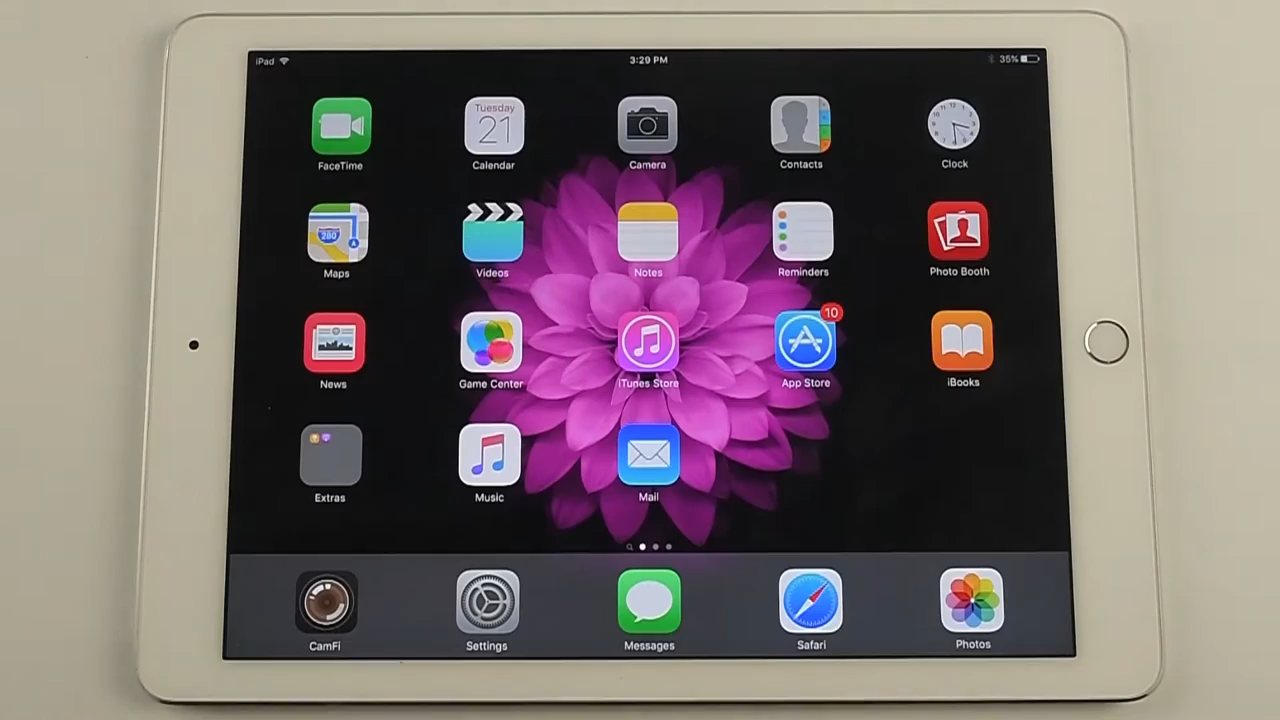 iPad 3:29 PM 35%
Tuesday
21
FaceTime Calendar Camera Contacts Clock
280
Maps Videos Notes Reminders Photo Booth
10
News Game Center iTunes Store App Store iBooks
Extras Music Mail
CamFi Settings Messages Safari Photos